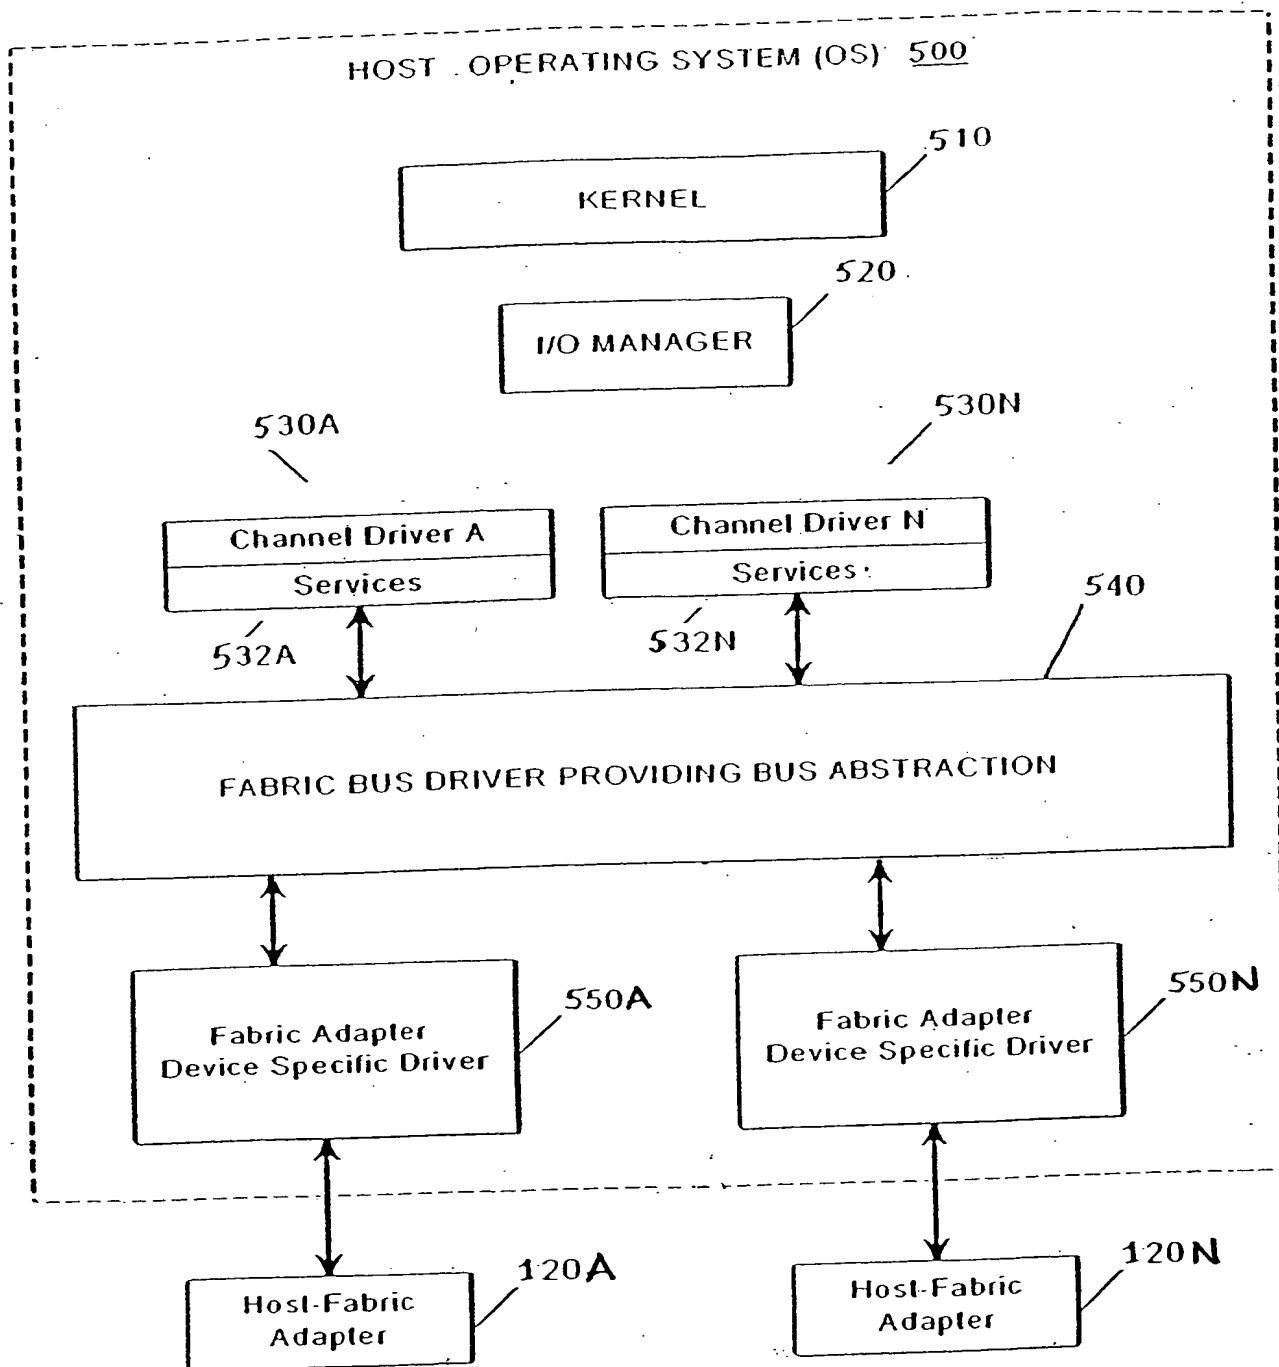 HOST OPERATING SYSTEM (OS) 500
510
KERNEL
520
I/O MANAGER
530A
530N
Channel Driver A
Services
Channel Driver N
Services
532A
532N
540
FABRIC BUS DRIVER PROVIDING BUS ABSTRACTION
550A
Fabric Adapter
Device Specific Driver
550N
Fabric Adapter
Device Specific Driver
120A
Host-Fabric
Adapter
120N
Host-Fabric
Adapter